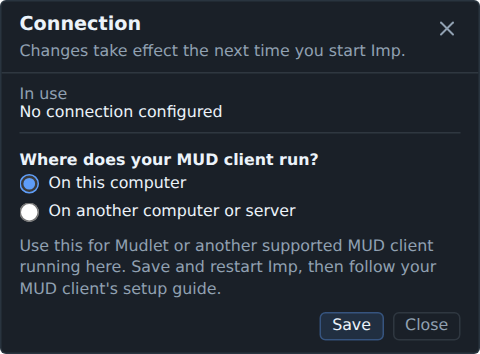 Connection
Changes take effect the next time you start Imp.
In use
No connection configured
Where does your MUD client run?
On this computer
On another computer or server
Use this for Mudlet or another supported MUD client
running here. Save and restart Imp, then follow your
MUD client's setup guide.
Save
Close